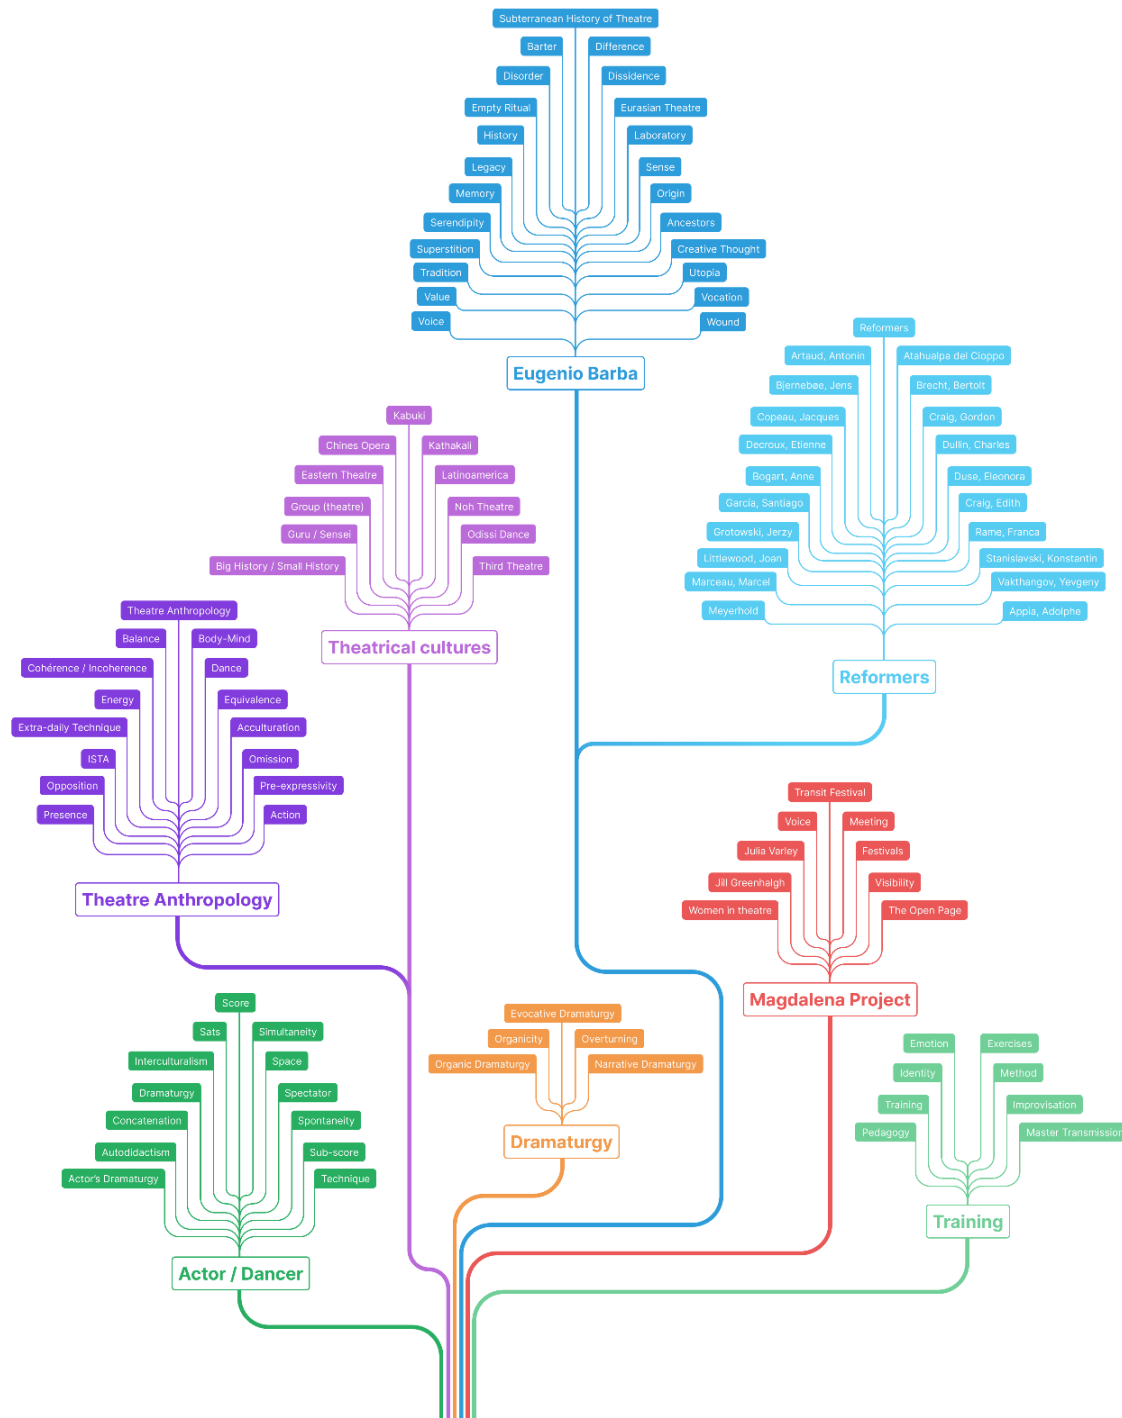 Subterranean History of Theatre
Barter
Difference
Disorder
Dissidence
Empty Ritual
Eurasian Theatre
History
Laboratory
Legacy
Sense
Memory
Origin
Serendipity
Ancestors
Superstition
Creative Thought
Tradition
Utopia
Value
Vocation
Voice
Wound
Eugenio Barba
Reformers
Artaud, Antonin
Atahualpa del Cioppo
Bjernebøe, Jens
Brecht, Bertolt
Copeau, Jacques
Craig, Gordon
Decroux, Etienne
Dullin, Charles
Bogart, Anne
Duse, Eleonora
García, Santiago
Craig, Edith
Grotowski, Jerzy
Rame, Franca
Littlewood, Joan
Stanislavski, Konstantin
Marceau, Marcel
Vakthangov, Yevgeny
Meyerhold
Appia, Adolphe
Reformers
Kabuki
Chines Opera
Kathakali
Eastern Theatre
Latinoamerica
Group (theatre)
Noh Theatre
Guru / Sensei
Odissi Dance
Big History / Small History
Third Theatre
Theatrical cultures
Theatre Anthropology
Balance
Body-Mind
Cohérence / Incoherence
Dance
Energy
Equivalence
Extra-daily Technique
Acculturation
ISTA
Omission
Opposition
Pre-expressivity
Presence
Action
Theatre Anthropology
Transit Festival
Voice
Meeting
Julia Varley
Festivals
Jill Greenhalgh
Visibility
Women in theatre
The Open Page
Magdalena Project
Score
Sats
Simultaneity
Interculturalism
Space
Dramaturgy
Spectator
Concatenation
Spontaneity
Autodidactism
Sub-score
Actor's Dramaturgy
Technique
Actor / Dancer
Evocative Dramaturgy
Organicity
Overturning
Organic Dramaturgy
Narrative Dramaturgy
Dramaturgy
Emotion
Exercises
Identity
Method
Training
Improvisation
Pedagogy
Master Transmission
Training